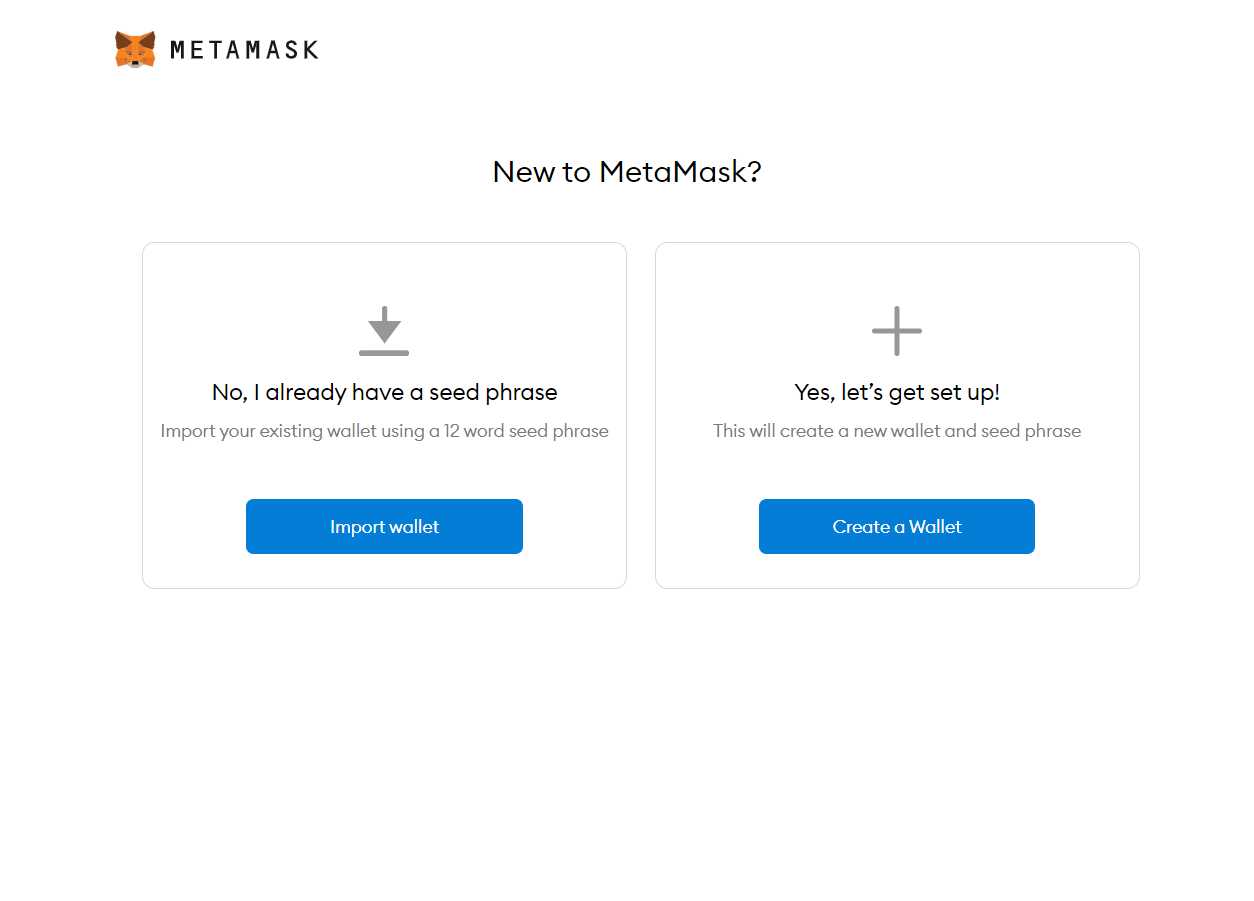 METAMASK
New to MetaMask?
No, I already have a seed phrase
Import your existing wallet using a 12 word seed phrase
Import wallet
Yes, let’s get set up!
This will create a new wallet and seed phrase
Create a Wallet